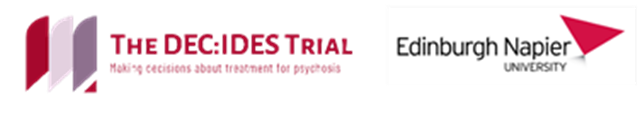 THE DEC:IDES TRIAL
Making decisions about treatment for psychosis
Edinburgh Napier
UNIVERSITY